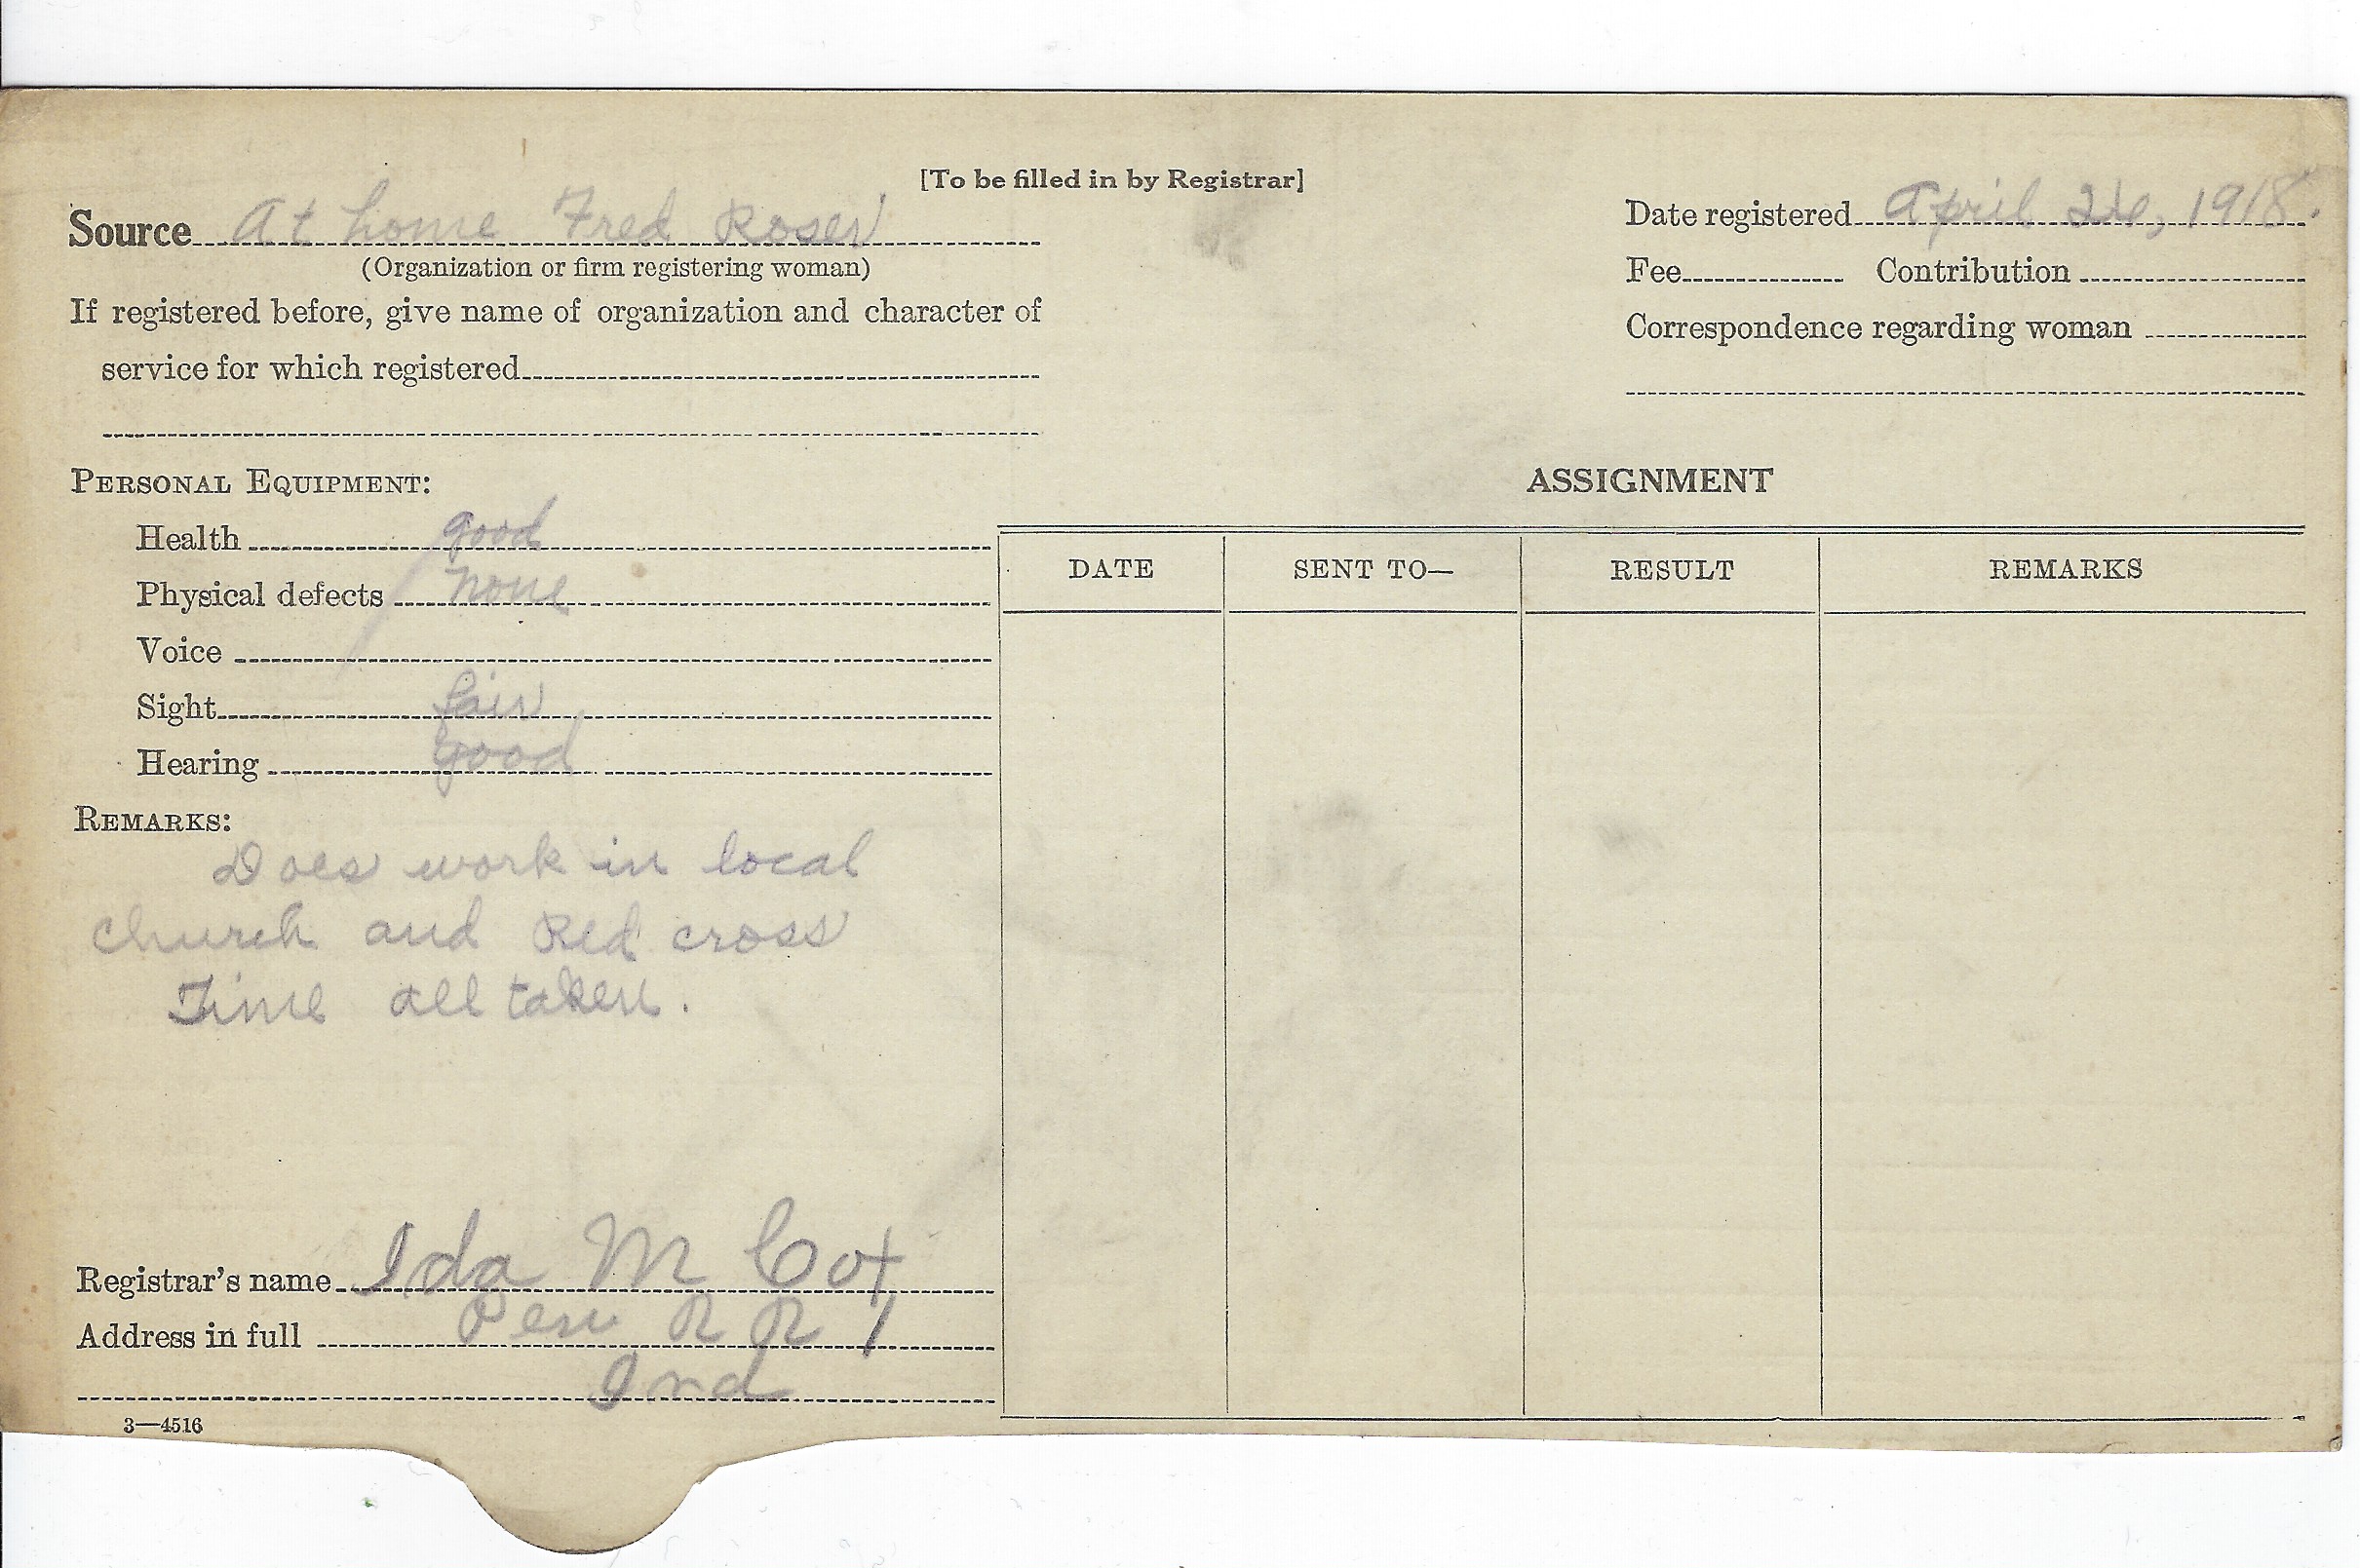 [To be filled in by Registrar]
Source At home Fred Roser
(Organization or firm registering woman)
If registered before, give name of organization and character of
service for which registered
Date registered April 26, 1918.
Fee Contribution
Correspondence regarding woman
PERSONAL EQUIPMENT:
Health good
Physical defects none
Voice
Sight fair
Hearing good
REMARKS:
Does work in local
church and Red cross
Time all taken.
Registrar's name Ida M Cox
Address in full Peru R R 1
Ind
3—4516
ASSIGNMENT
DATE SENT TO— RESULT REMARKS